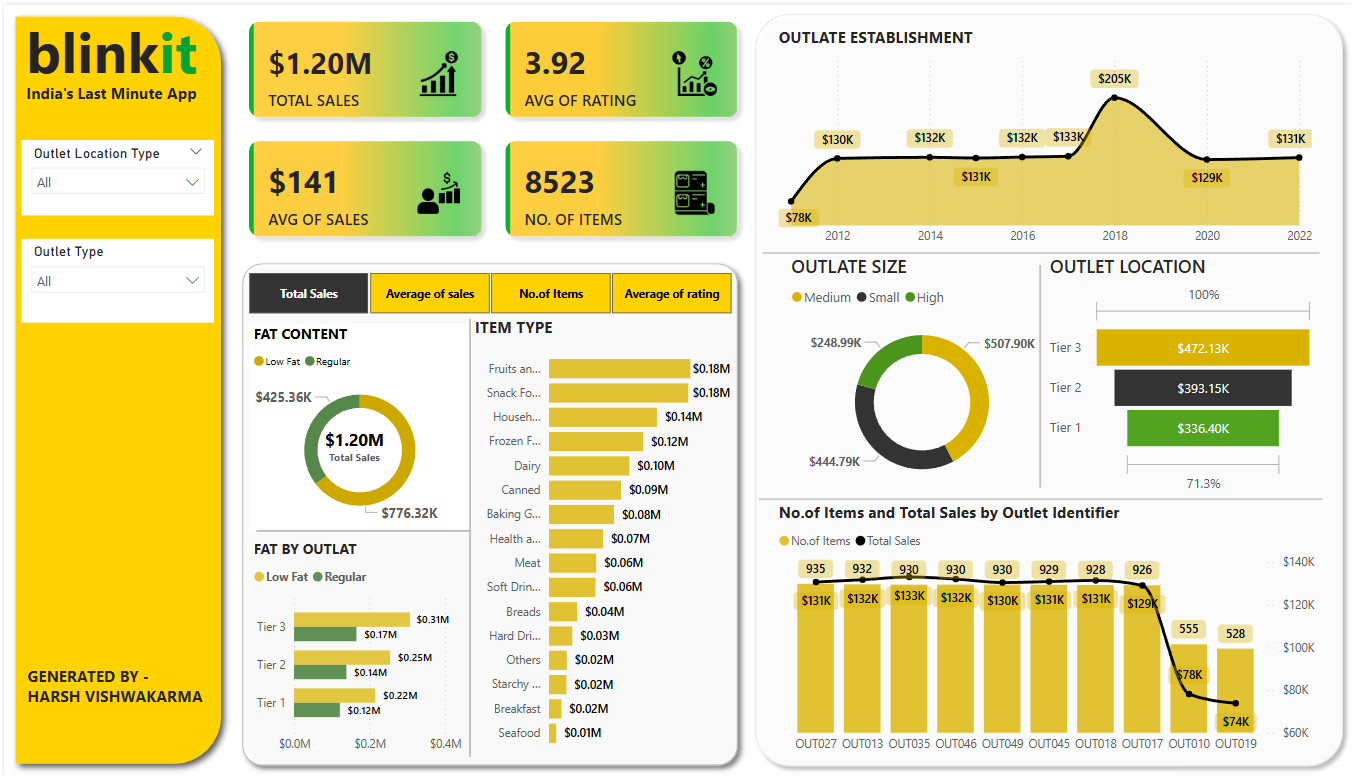 blinkit
India's Last Minute App
Outlet Location Type
All
Outlet Type
All
GENERATED BY -
HARSH VISHWAKARMA
$1.20M
TOTAL SALES
3.92
AVG OF RATING
$141
AVG OF SALES
8523
NO. OF ITEMS
Total Sales
Average of sales
No.of Items
Average of rating
FAT CONTENT
Low Fat Regular
$425.36K
$1.20M
Total Sales
$776.32K
FAT BY OUTLAT
Low Fat Regular
Tier 3 $0.31M
$0.17M
Tier 2 $0.25M
$0.14M
Tier 1 $0.22M
$0.12M
$0.0M $0.2M $0.4M
ITEM TYPE
Fruits an... $0.18M
Snack Fo... $0.18M
Househ... $0.14M
Frozen F... $0.12M
Dairy $0.10M
Canned $0.09M
Baking G... $0.08M
Health a... $0.07M
Meat $0.06M
Soft Drin... $0.06M
Breads $0.04M
Hard Dri... $0.03M
Others $0.02M
Starchy ... $0.02M
Breakfast $0.02M
Seafood $0.01M
OUTLATE ESTABLISHMENT
$78K $130K $132K $131K $132K $133K $205K $129K $131K
2012 2014 2016 2018 2020 2022
OUTLATE SIZE
Medium Small High
$248.99K $507.90K
$444.79K
OUTLET LOCATION
100%
Tier 3 $472.13K
Tier 2 $393.15K
Tier 1 $336.40K
71.3%
No.of Items and Total Sales by Outlet Identifier
No.of Items Total Sales
935 932 930 930 930 929 928 926 555 528
$131K $132K $133K $132K $130K $131K $131K $129K $78K $74K
$140K
$120K
$100K
$80K
$60K
OUT027 OUT013 OUT035 OUT046 OUT049 OUT045 OUT018 OUT017 OUT010 OUT019